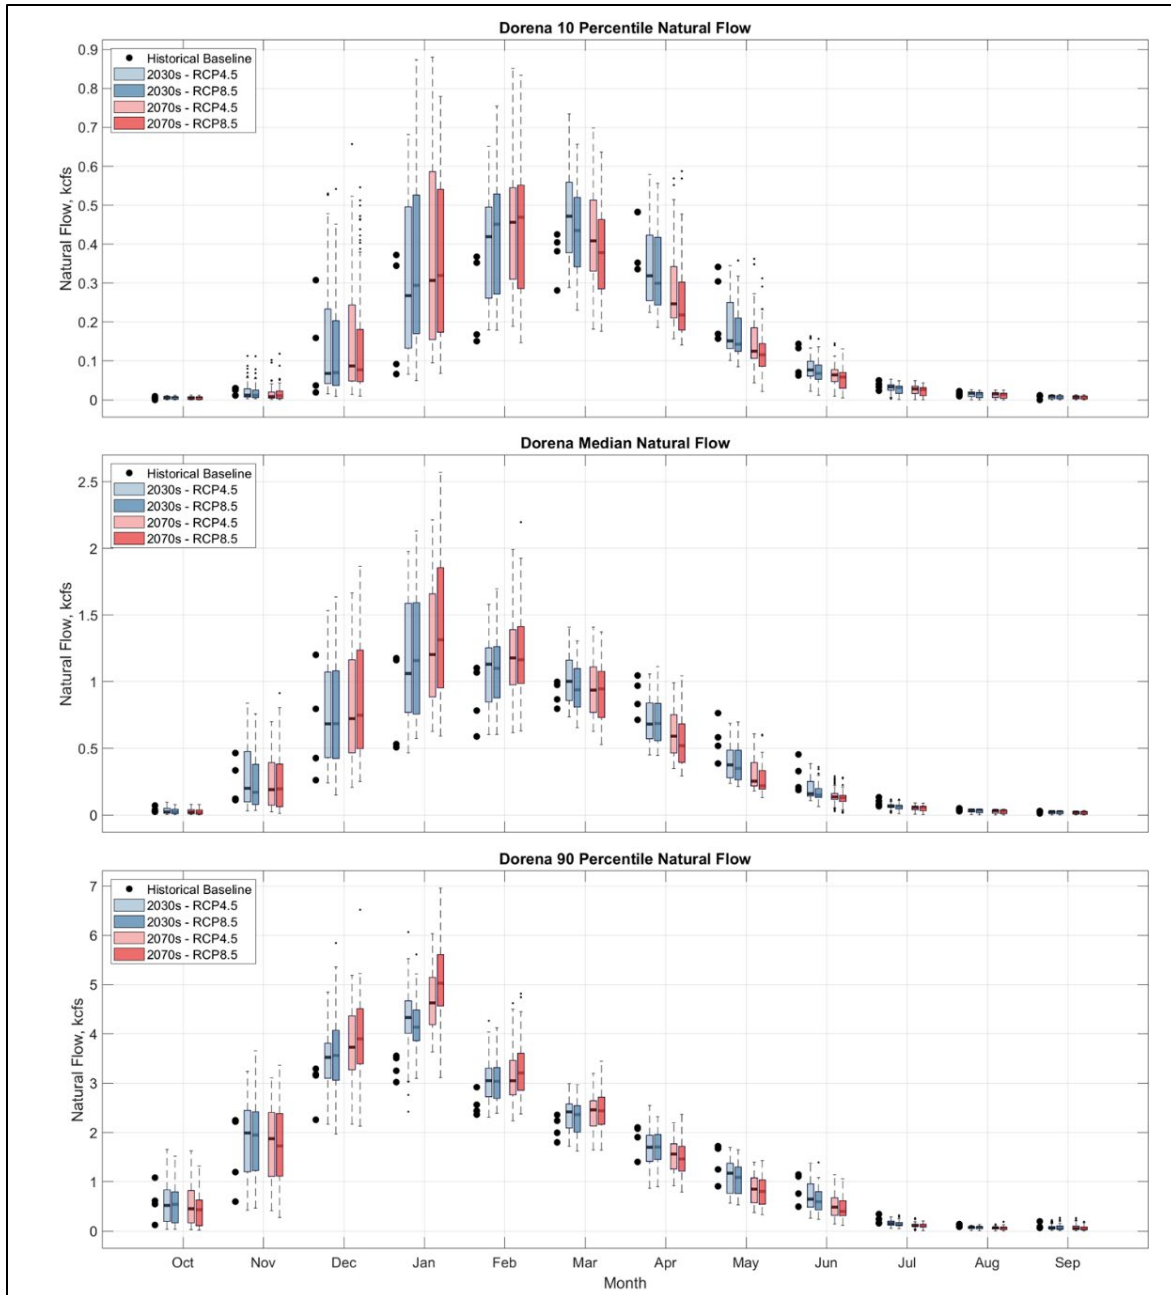 Dorena 10 Percentile Natural Flow
Natural Flow, kcfs
0.9
0.8
0.7
0.6
0.5
0.4
0.3
0.2
0.1
0
Historical Baseline
2030s - RCP4.5
2030s - RCP8.5
2070s - RCP4.5
2070s - RCP8.5
Dorena Median Natural Flow
Natural Flow, kcfs
2.5
2
1.5
1
0.5
0
Historical Baseline
2030s - RCP4.5
2030s - RCP8.5
2070s - RCP4.5
2070s - RCP8.5
Dorena 90 Percentile Natural Flow
Natural Flow, kcfs
7
6
5
4
3
2
1
0
Historical Baseline
2030s - RCP4.5
2030s - RCP8.5
2070s - RCP4.5
2070s - RCP8.5
Oct Nov Dec Jan Feb Mar Apr May Jun Jul Aug Sep
Month